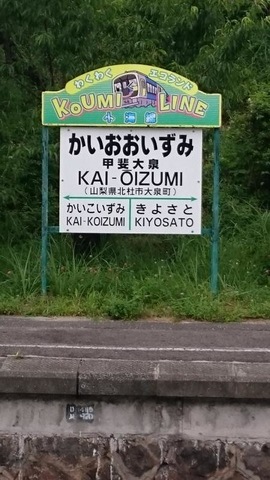 わくわく エコランド
KOUMI LINE
小海線
かいおおいずみ
甲斐大泉
KAI-ŌIZUMI
(山梨県北杜市大泉町)
かいこいずみ きよさと
KAI-KOIZUMI KIYOSATO